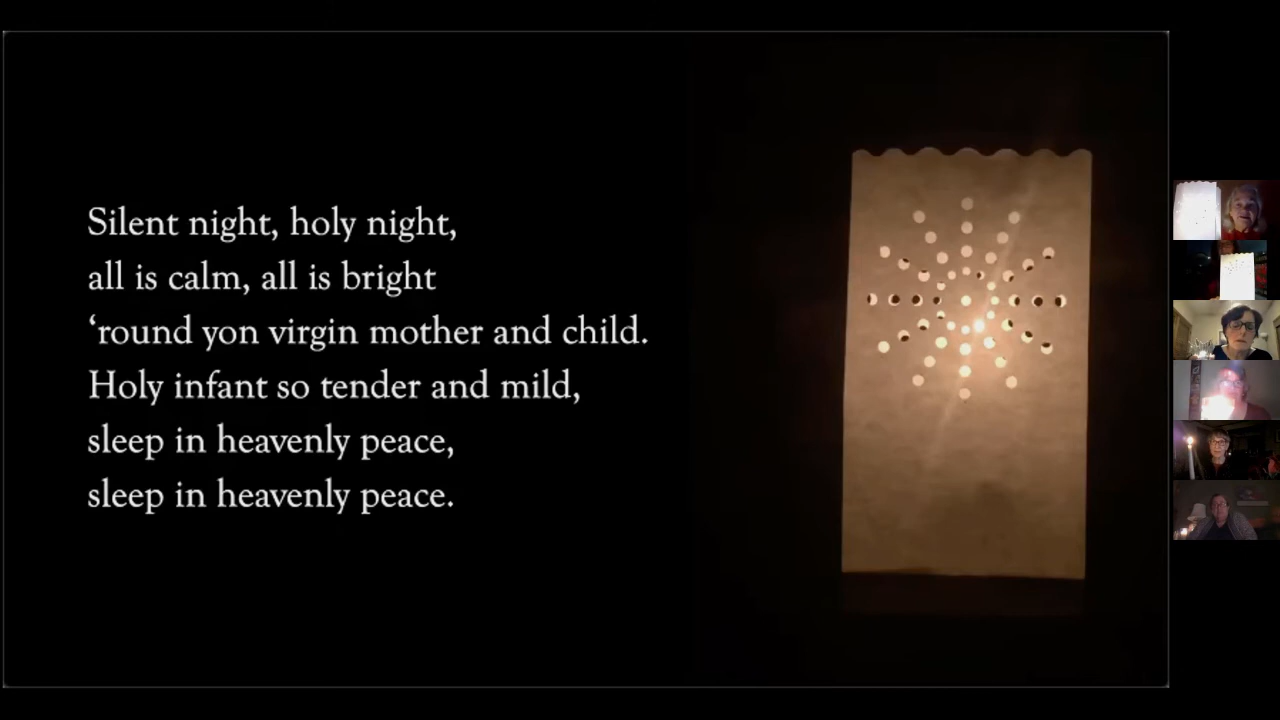 Silent night, holy night,
all is calm, all is bright
‘round yon virgin mother and child.
Holy infant so tender and mild,
sleep in heavenly peace,
sleep in heavenly peace.